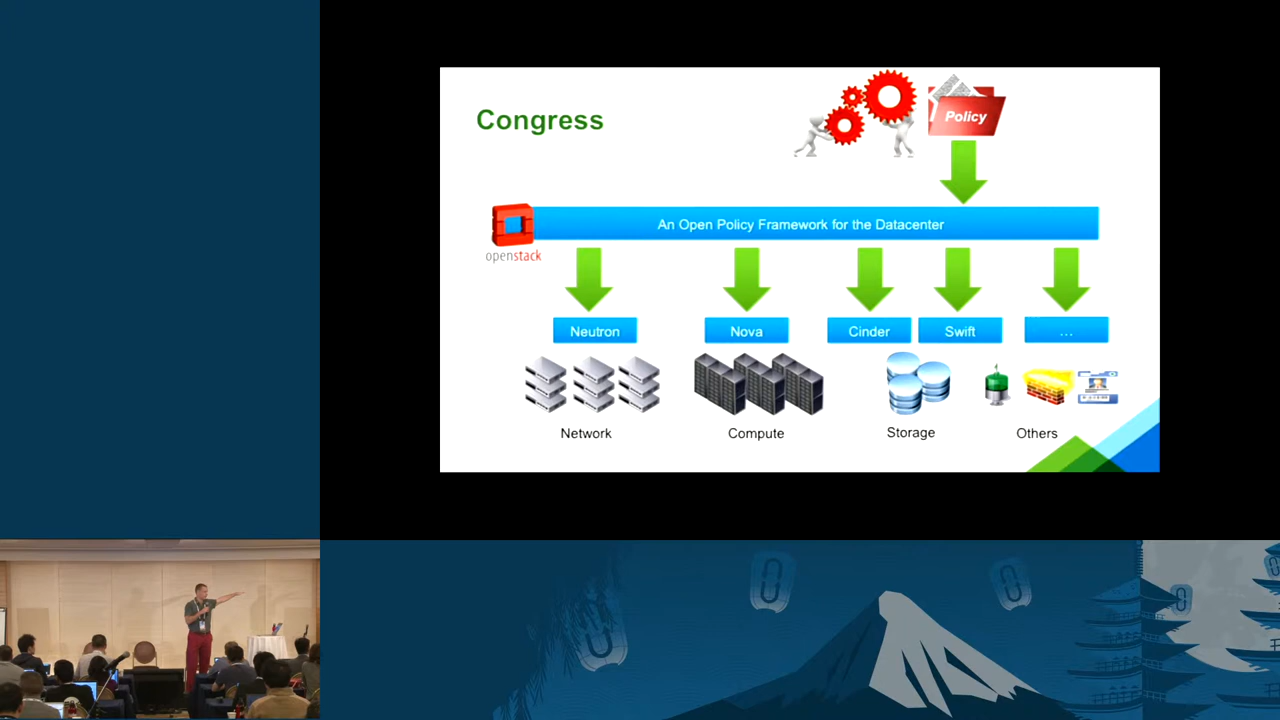 Congress
Policy
An Open Policy Framework for the Datacenter
openstack
Neutron
Nova
Cinder
Swift
...
Network
Compute
Storage
Others